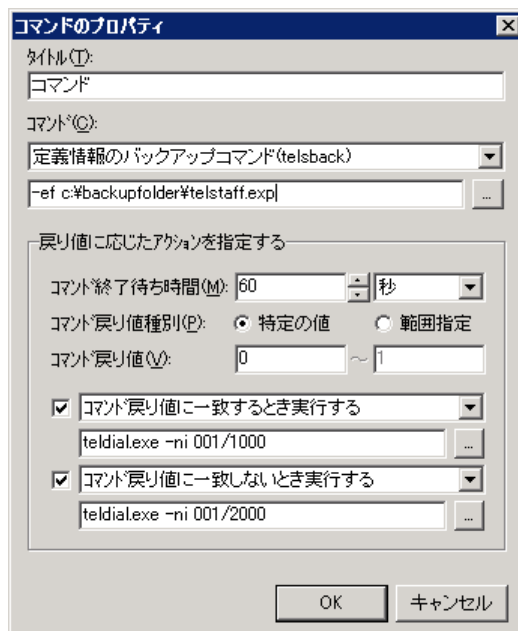 コマンドのプロパティ
タイトル(T):
コマンド
コマンド(C):
定義情報のバックアップコマンド(telsback)
-ef c:¥backupfolder¥telstaff.exp
...
戻り値に応じたアクションを指定する
コマンド終了待ち時間(M): 60 秒
コマンド戻り値種別(P): 特定の値 範囲指定
コマンド戻り値(V): 0 ～ 1
コマンド戻り値に一致するとき実行する
teldial.exe -ni 001/1000 ...
コマンド戻り値に一致しないとき実行する
teldial.exe -ni 001/2000 ...
OK キャンセル